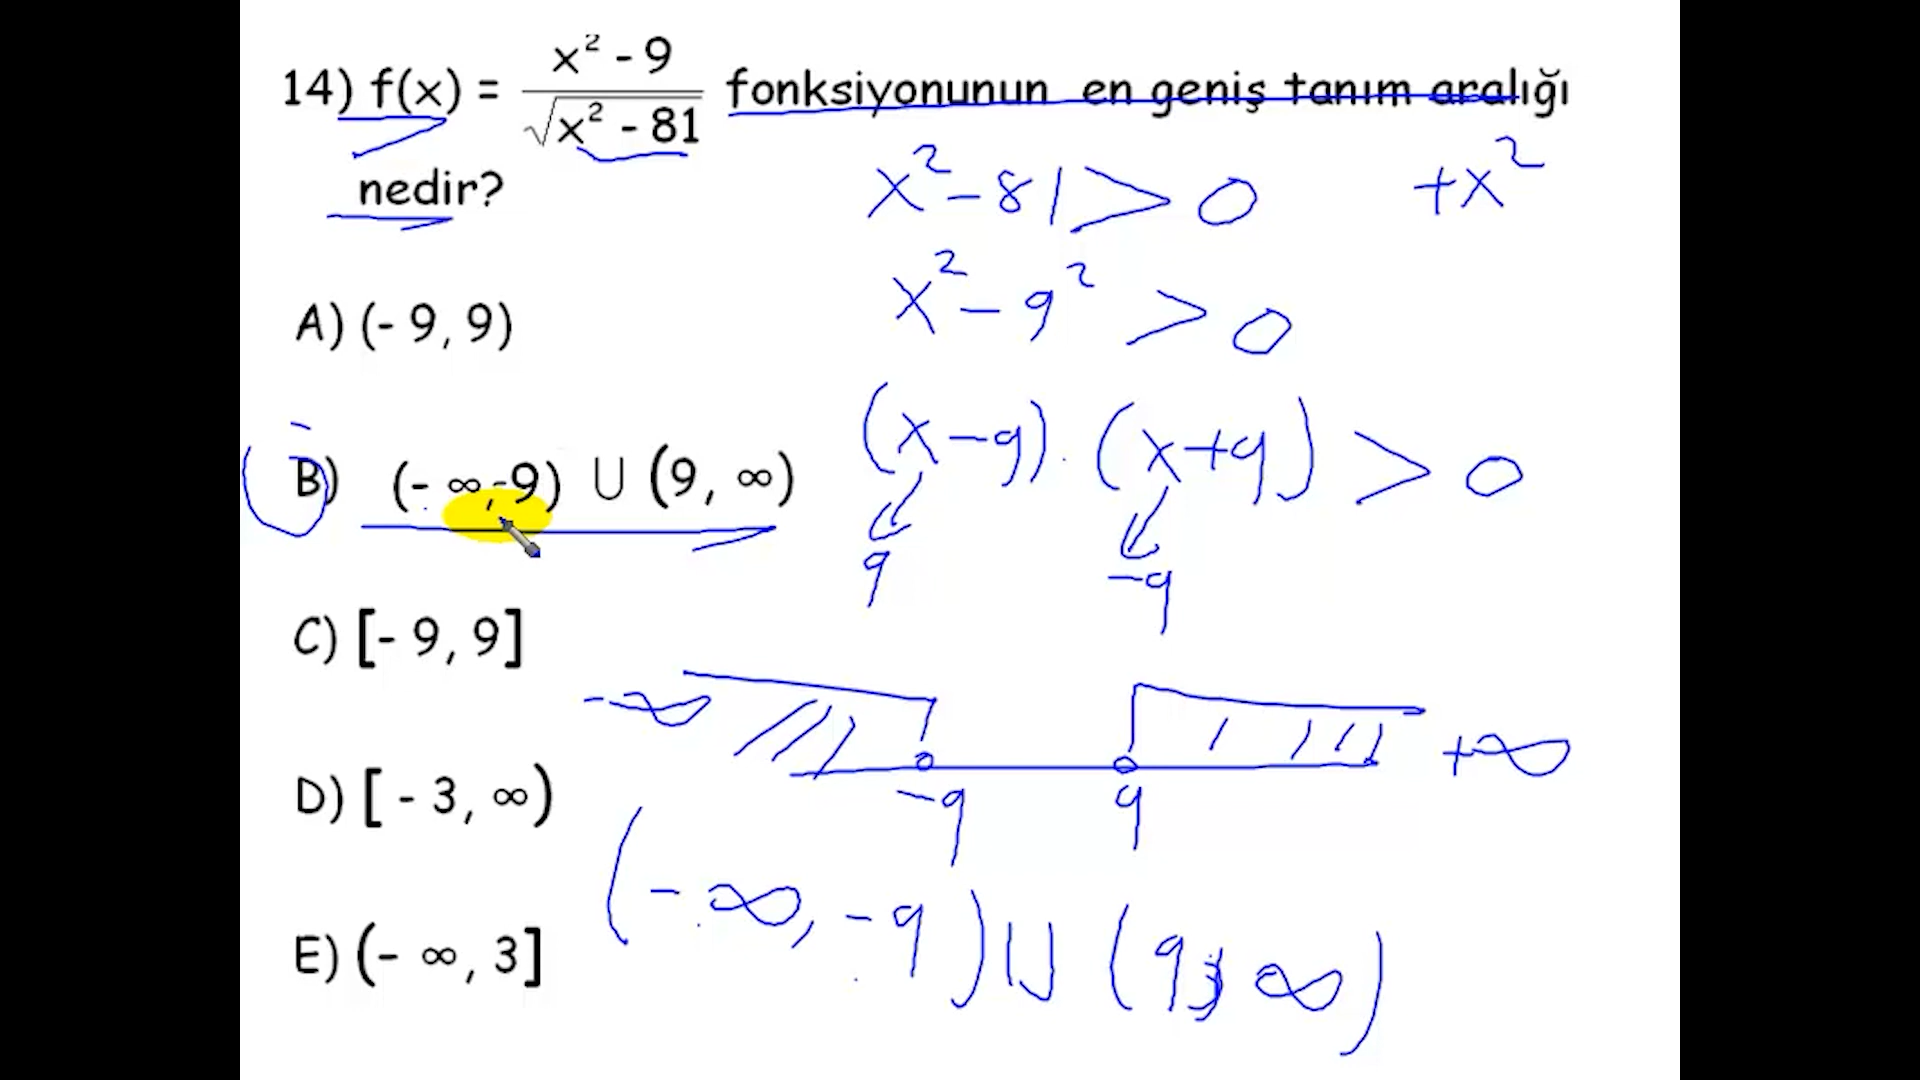 14) f(x) = x² - 9 / √x² - 81 fonksiyonunun en geniş tanım aralığı
nedir?
A) (- 9, 9)
B) (- ∞, -9) ∪ (9, ∞)
C) [- 9, 9]
D) [- 3, ∞)
E) (- ∞, 3]
x² - 81 > 0 +x²
x² - 9² > 0
(x - 9) . (x + 9) > 0
9 -9
-∞ +∞
-9 9
(- ∞, -9) ∪ (9, ∞)